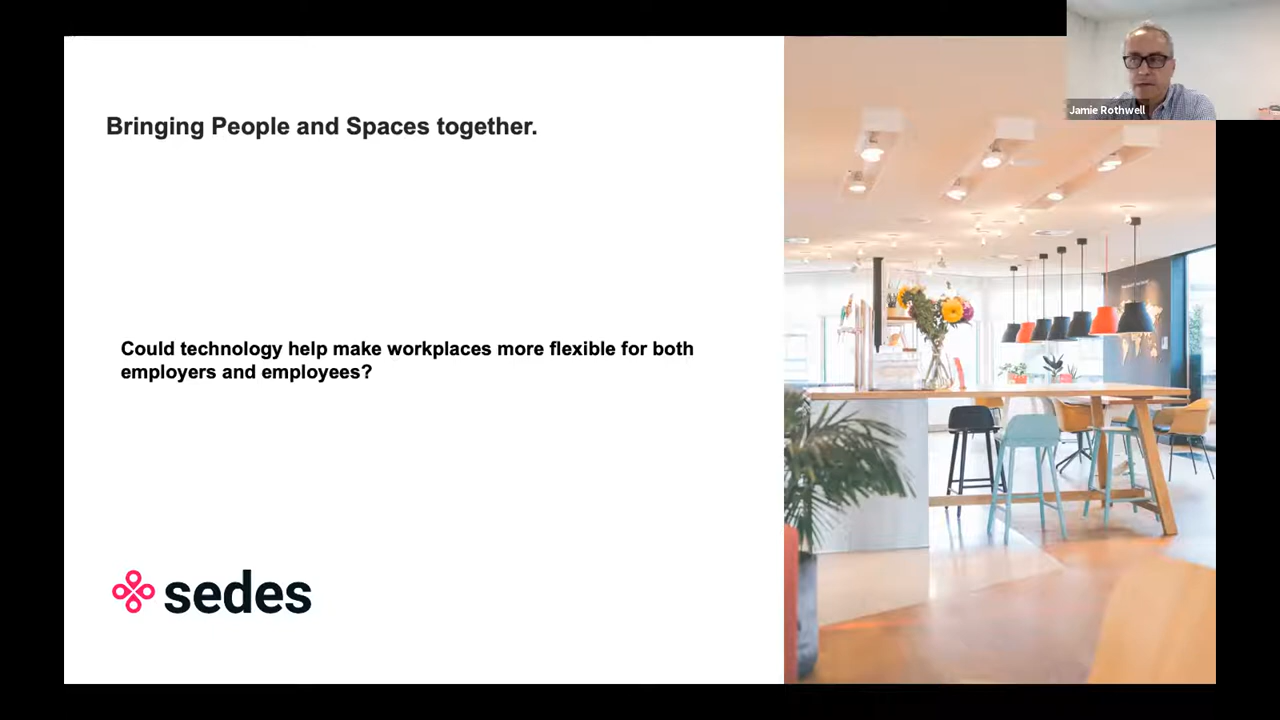 Bringing People and Spaces together.
Jamie Rothwell
Could technology help make workplaces more flexible for both
employers and employees?
sedes